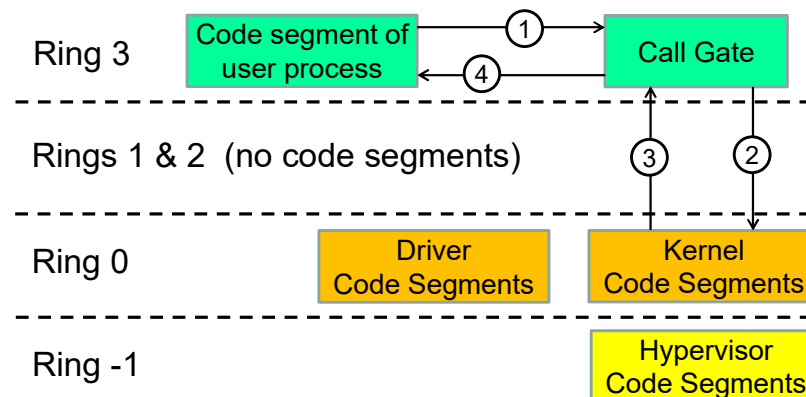 Ring 3
Code segment of
user process
1
4
Call Gate
Rings 1 & 2 (no code segments)
3
2
Ring 0
Driver
Code Segments
Kernel
Code Segments
Ring -1
Hypervisor
Code Segments